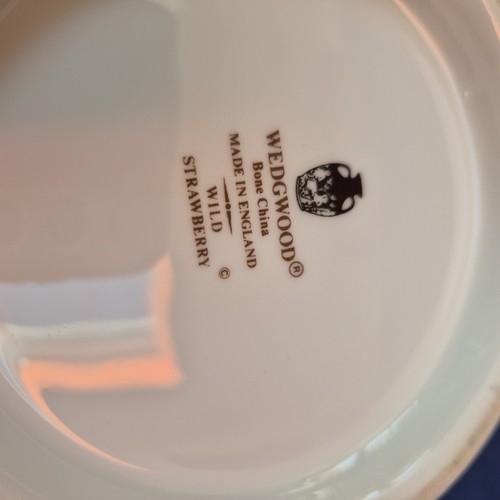 WEDGWOOD®
Bone China
MADE IN ENGLAND
WILD
STRAWBERRY
©